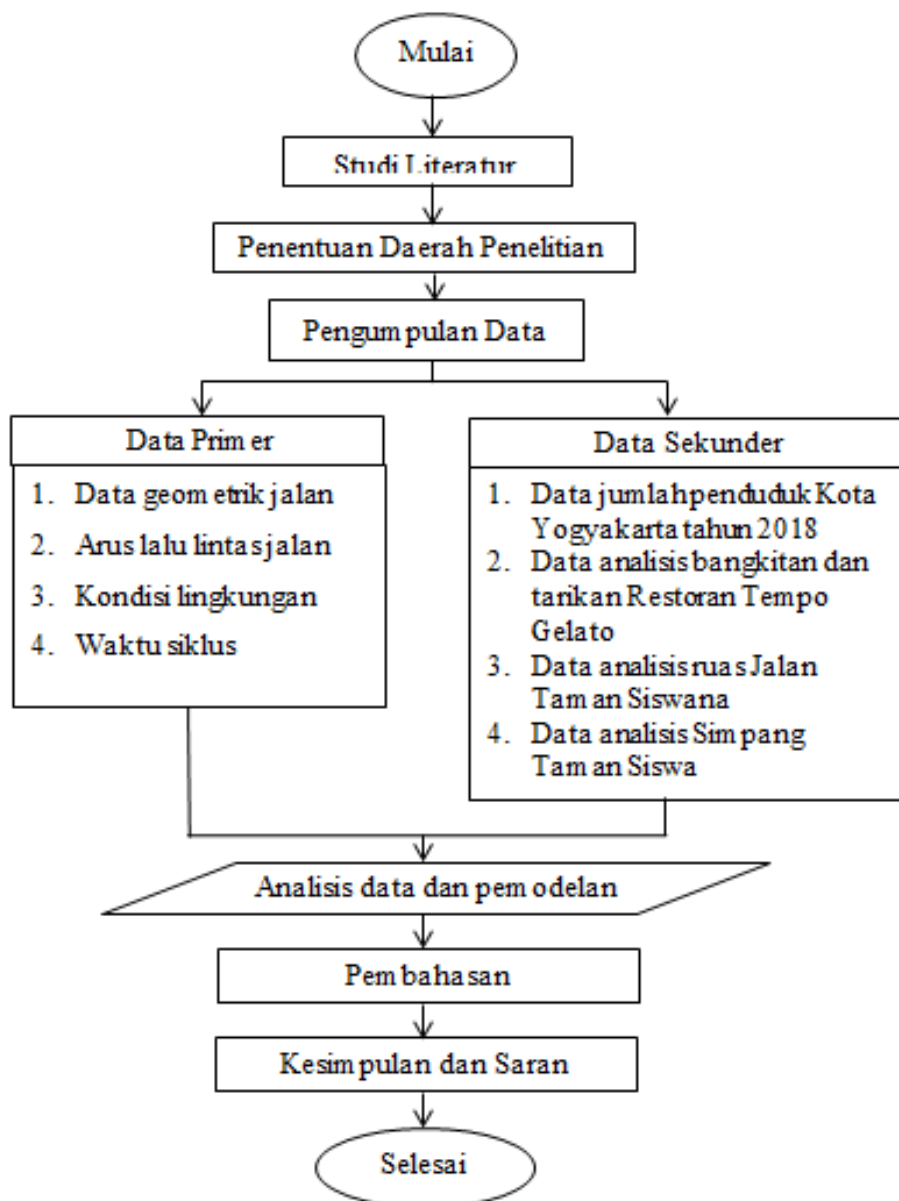 Mulai
Studi Literatur
Penentuan Daerah Penelitian
Pengumpulan Data
Data Primer
1. Data geometrik jalan
2. Arus lalu lintas jalan
3. Kondisi lingkungan
4. Waktu siklus
Data Sekunder
1. Data jumlah penduduk Kota
Yogyakarta tahun 2018
2. Data analisis bangkitan dan
tarikan Restoran Tempo
Gelato
3. Data analisis ruas Jalan
Taman Siswana
4. Data analisis Simpang
Taman Siswa
Analisis data dan pemodelan
Pembahasan
Kesimpulan dan Saran
Selesai